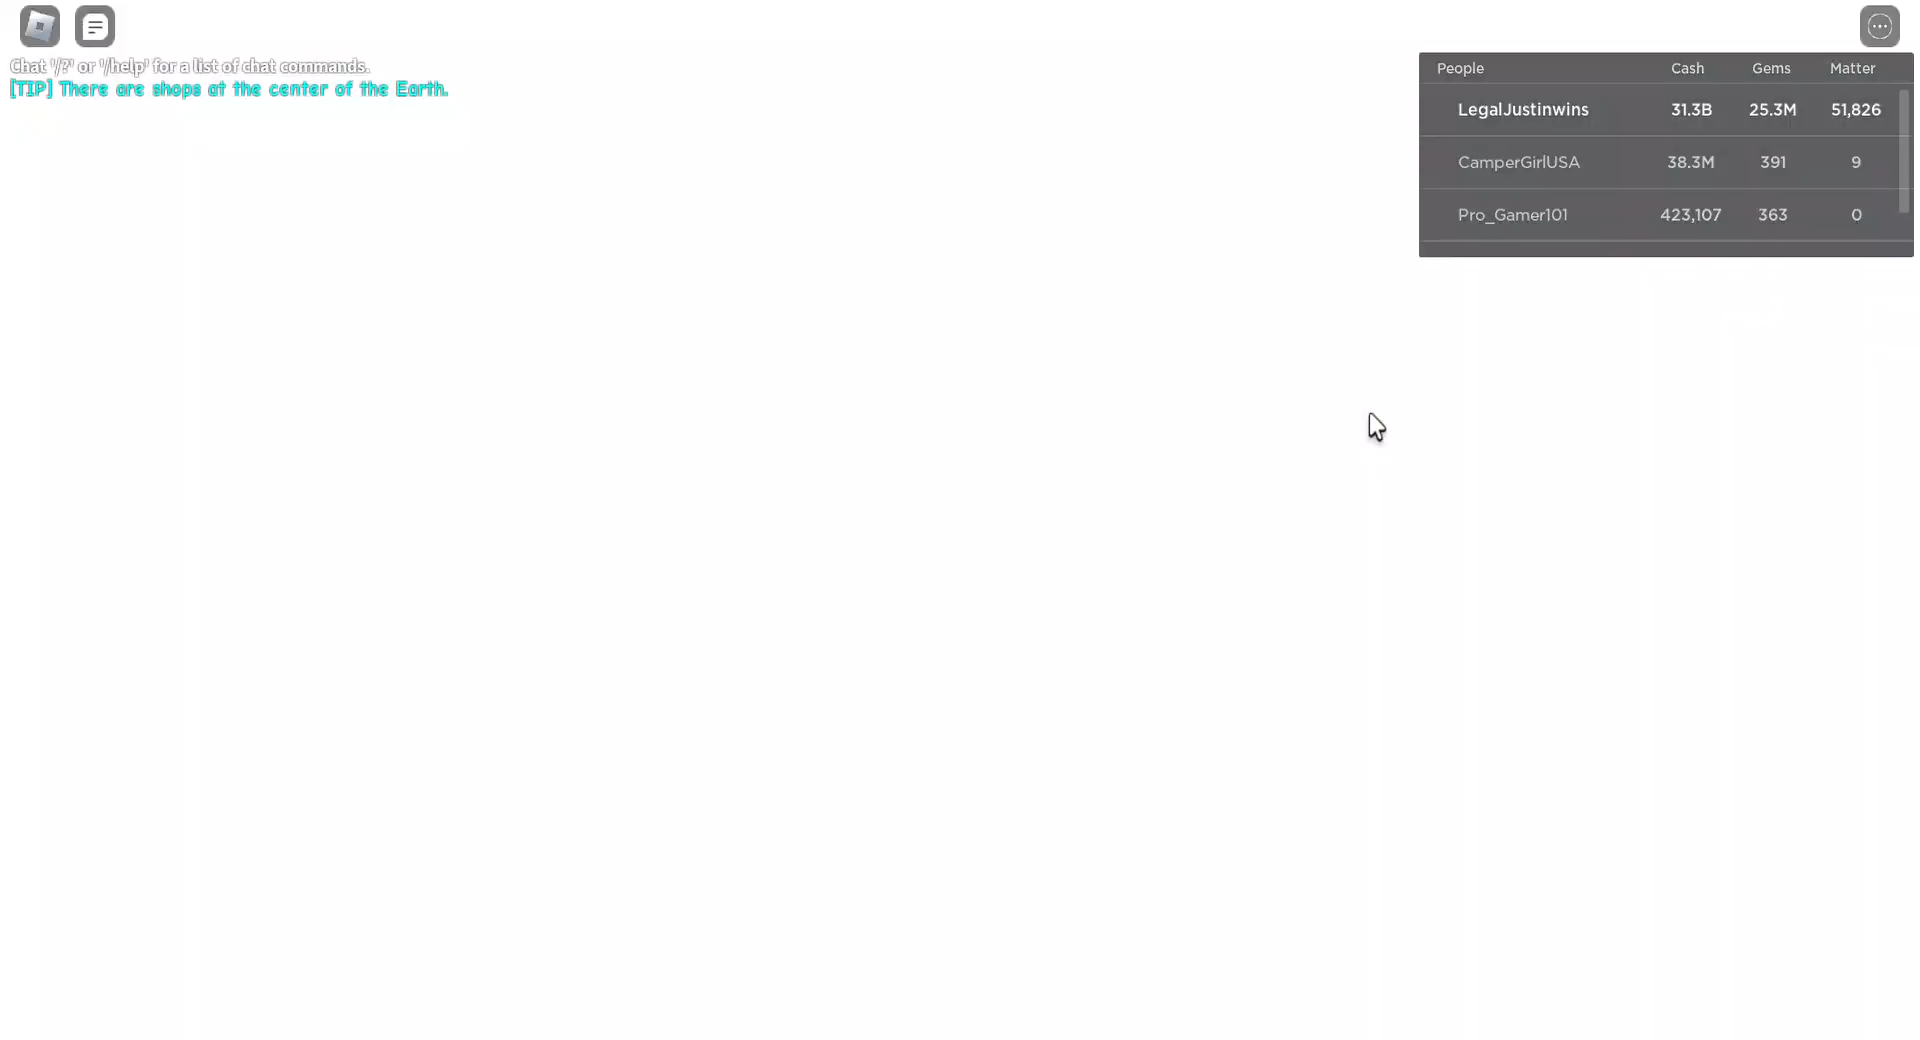 Chat '/?' or '/help' for a list of chat commands.
[TIP] There are shops at the center of the Earth.
People Cash Gems Matter
LegalJustinwins 31.3B 25.3M 51,826
CamperGirlUSA 38.3M 391 9
Pro_Gamer101 423,107 363 0